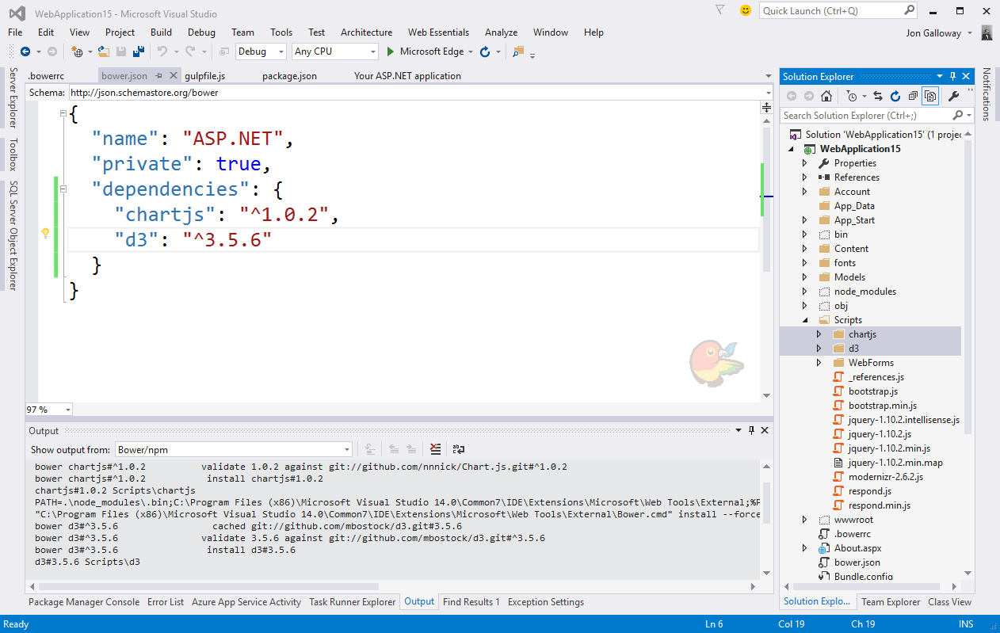 WebApplication15 - Microsoft Visual Studio
Quick Launch (Ctrl+Q)
File Edit View Project Build Debug Team Tools Test Architecture Web Essentials Analyze Window Help
Jon Galloway
Debug Any CPU Microsoft Edge
Server Explorer
Toolbox
SQL Server Object Explorer
.bowerrc bower.json gulpfile.js package.json Your ASP.NET application
Schema: http://json.schemastore.org/bower
{
"name": "ASP.NET",
"private": true,
"dependencies": {
"chartjs": "^1.0.2",
"d3": "^3.5.6"
}
}
97 %
Output
Show output from: Bower/npm
bower chartjs#^1.0.2 validate 1.0.2 against git://github.com/nnnick/Chart.js.git#^1.0.2
bower chartjs#^1.0.2 install chartjs#1.0.2
chartjs#1.0.2 Scripts\chartjs
PATH=.\node_modules\.bin;C:\Program Files (x86)\Microsoft Visual Studio 14.0\Common7\IDE\Extensions\Microsoft\Web Tools\External;%P
"C:\Program Files (x86)\Microsoft Visual Studio 14.0\Common7\IDE\Extensions\Microsoft\Web Tools\External\Bower.cmd" install --force
bower d3#^3.5.6 cached git://github.com/mbostock/d3.git#3.5.6
bower d3#^3.5.6 validate 3.5.6 against git://github.com/mbostock/d3.git#^3.5.6
bower d3#^3.5.6 install d3#3.5.6
d3#3.5.6 Scripts\d3
Package Manager Console Error List Azure App Service Activity Task Runner Explorer Output Find Results 1 Exception Settings
Solution Explorer
Search Solution Explorer (Ctrl+;)
Solution 'WebApplication15' (1 projec
WebApplication15
Properties
References
Account
App_Data
App_Start
bin
Content
fonts
Models
node_modules
obj
Scripts
chartjs
d3
WebForms
_references.js
bootstrap.js
bootstrap.min.js
jquery-1.10.2.intellisense.js
jquery-1.10.2.js
jquery-1.10.2.min.js
jquery-1.10.2.min.map
modernizr-2.6.2.js
respond.js
respond.min.js
wwwroot
.bowerrc
About.aspx
bower.json
Bundle.config
Solution Explo... Team Explorer Class View
Notifications
Ready Ln 6 Col 19 Ch 19 INS